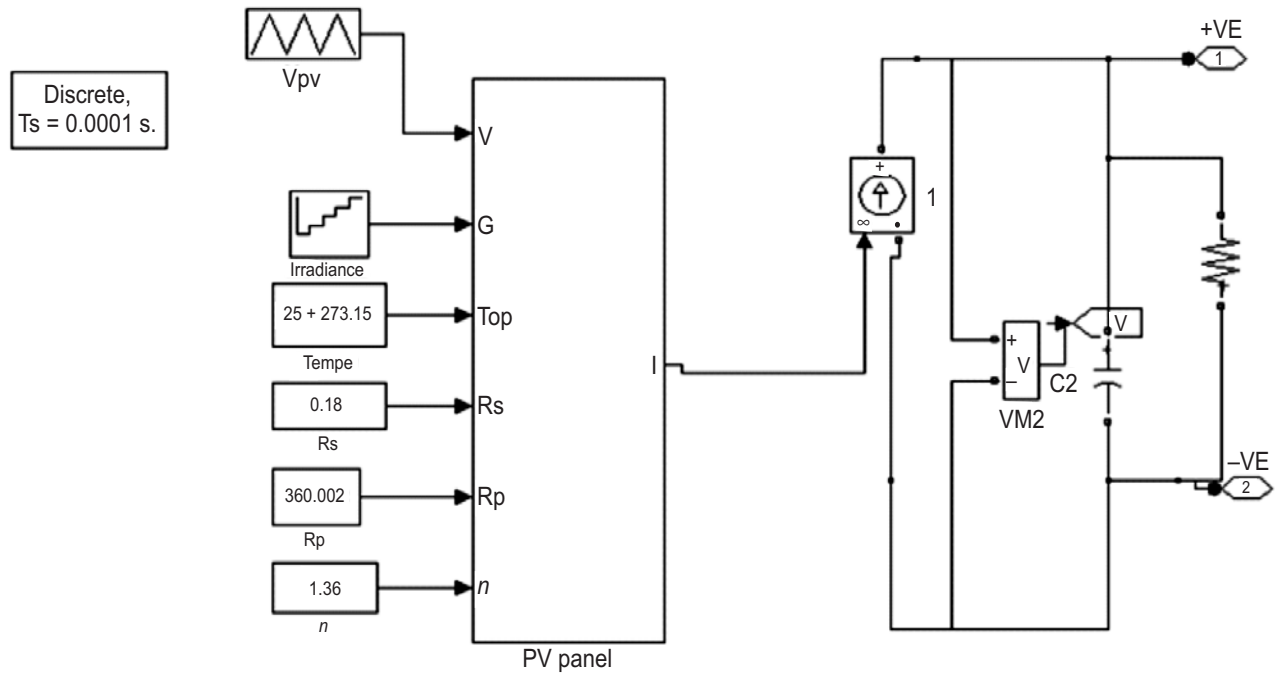 Discrete,
Ts = 0.0001 s.
Vpv
V
G
Irradiance
25 + 273.15
Tempe
Top
0.18
Rs
Rs
360.002
Rp
Rp
1.36
n
n
I
PV panel
+
∞
1
+
V
–
VM2
C2
V
+
+VE
1
–VE
2